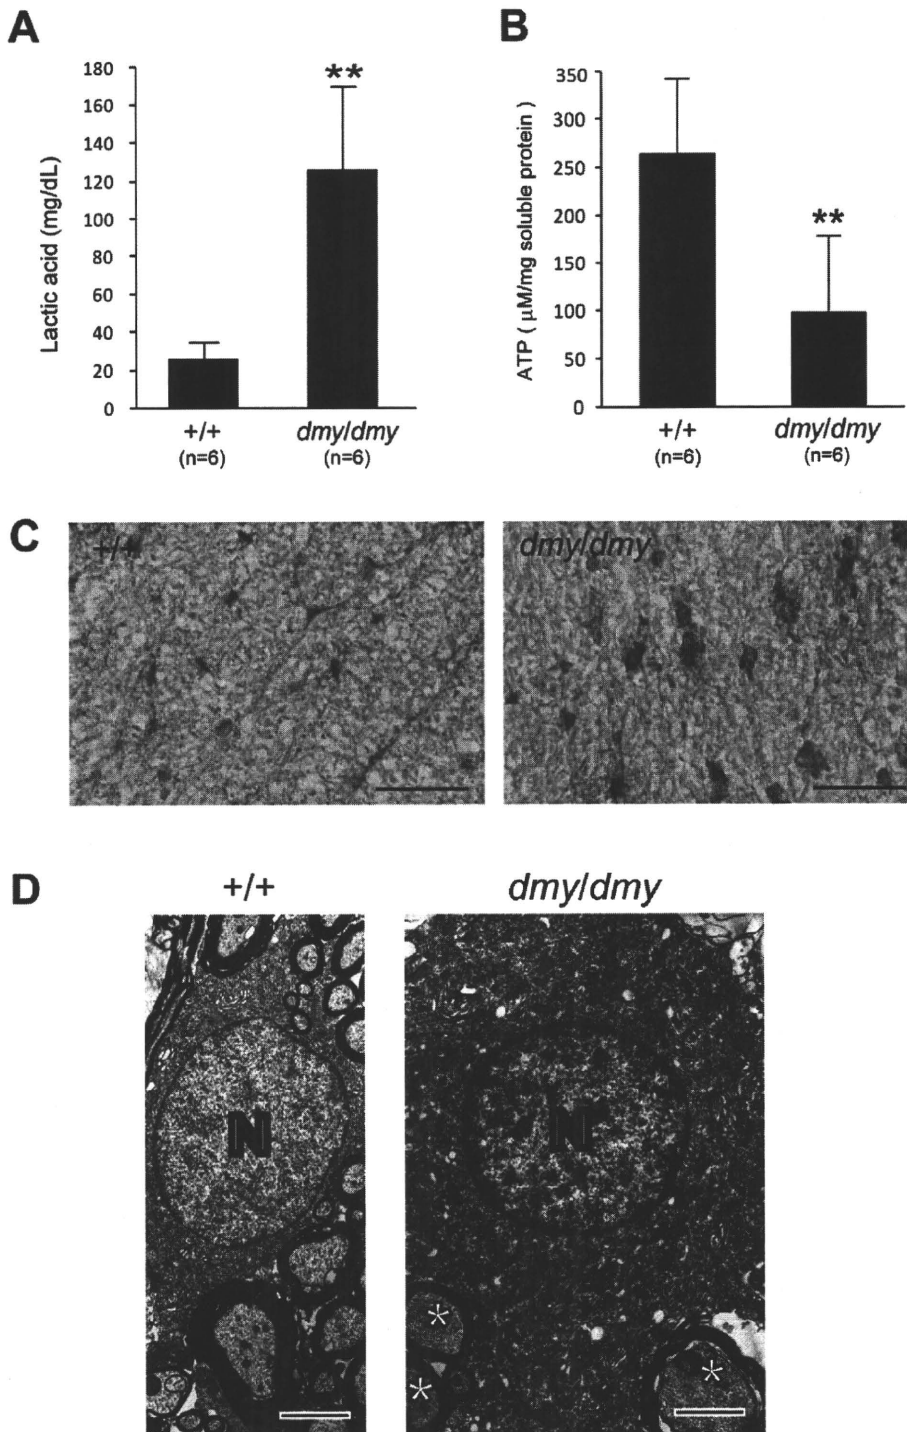 A
B
Lactic acid (mg/dL)
180
160
140
120
100
80
60
40
20
0
**
+/+
(n=6)
dmy/dmy
(n=6)
ATP ( µM/mg soluble protein )
350
300
250
200
150
100
50
0
**
+/+
(n=6)
dmy/dmy
(n=6)
C
+/+
dmy/dmy
D
+/+
dmy/dmy
N
N
*
*
*